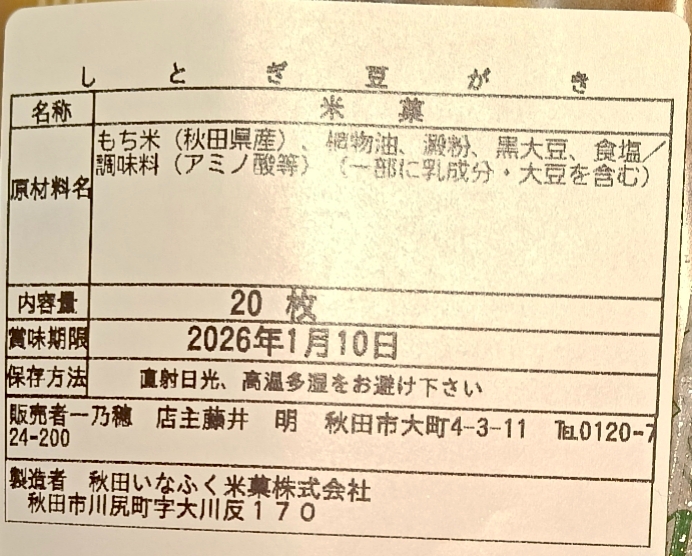 しとぎ豆がき
名称 米菓
原材料名 もち米（秋田県産）、植物油、澱粉、黒大豆、食塩／
調味料（アミノ酸等）（一部に乳成分・大豆を含む）
内容量 20 枚
賞味期限 2026年1月10日
保存方法 直射日光、高温多湿をお避け下さい
販売者一乃穂 店主藤井 明 秋田市大町4-3-11 TEL0120-7
24-200
製造者 秋田いなふく米菓株式会社
秋田市川尻町字大川反１７０